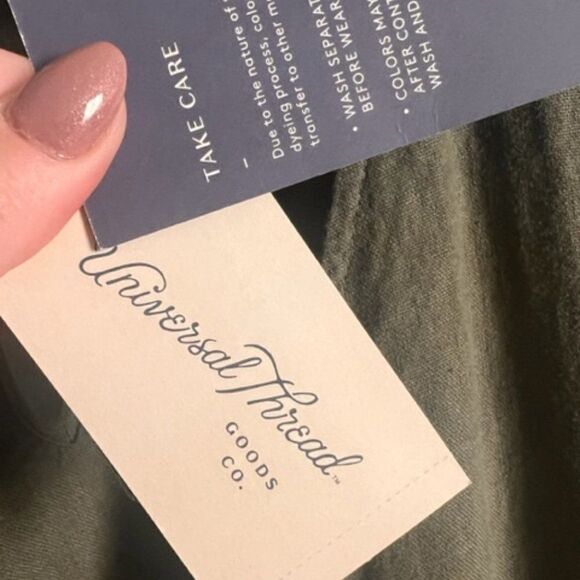 TAKE CARE
–
Due to the nature of
dyeing process, colo
transfer to other m
• WASH SEPARAT
BEFORE WEAR
• COLORS MAY
AFTER CONT
WASH AND
Universal Thread™
GOODS
CO.